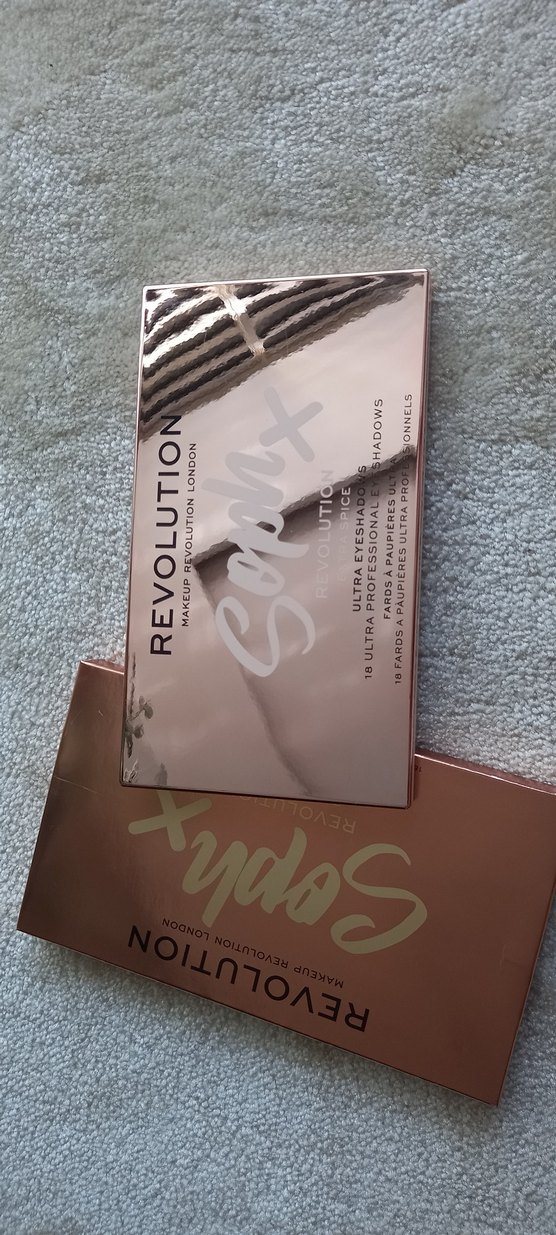 REVOLUTION
MAKEUP REVOLUTION LONDON
Soph x
REVOLUTION
EXTRA SPICE
ULTRA EYESHADOWS
18 ULTRA PROFESSIONAL EYESHADOWS
FARDS À PAUPIÈRES ULTRA
18 FARDS A PÀUPIÈRES ULTRA PROFESSIONNELS
REVOLUTION
MAKEUP REVOLUTION LONDON
Soph x